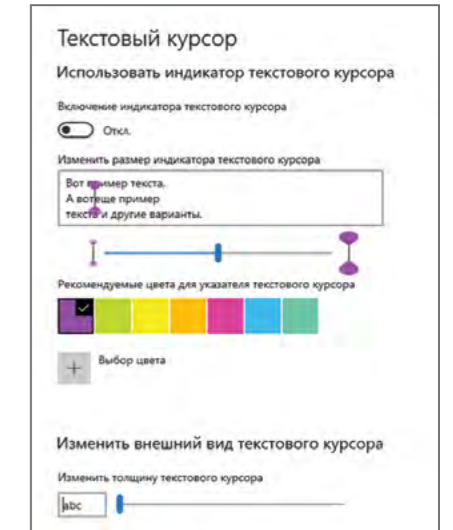 Текстовый курсор
Использовать индикатор текстового курсора
Включение индикатора текстового курсора
Откл.
Изменить размер индикатора текстового курсора
Вот пример текста.
А вот еще пример
текста и другие варианты.
Рекомендуемые цвета для указателя текстового курсора
Выбор цвета
Изменить внешний вид текстового курсора
Изменить толщину текстового курсора
abc